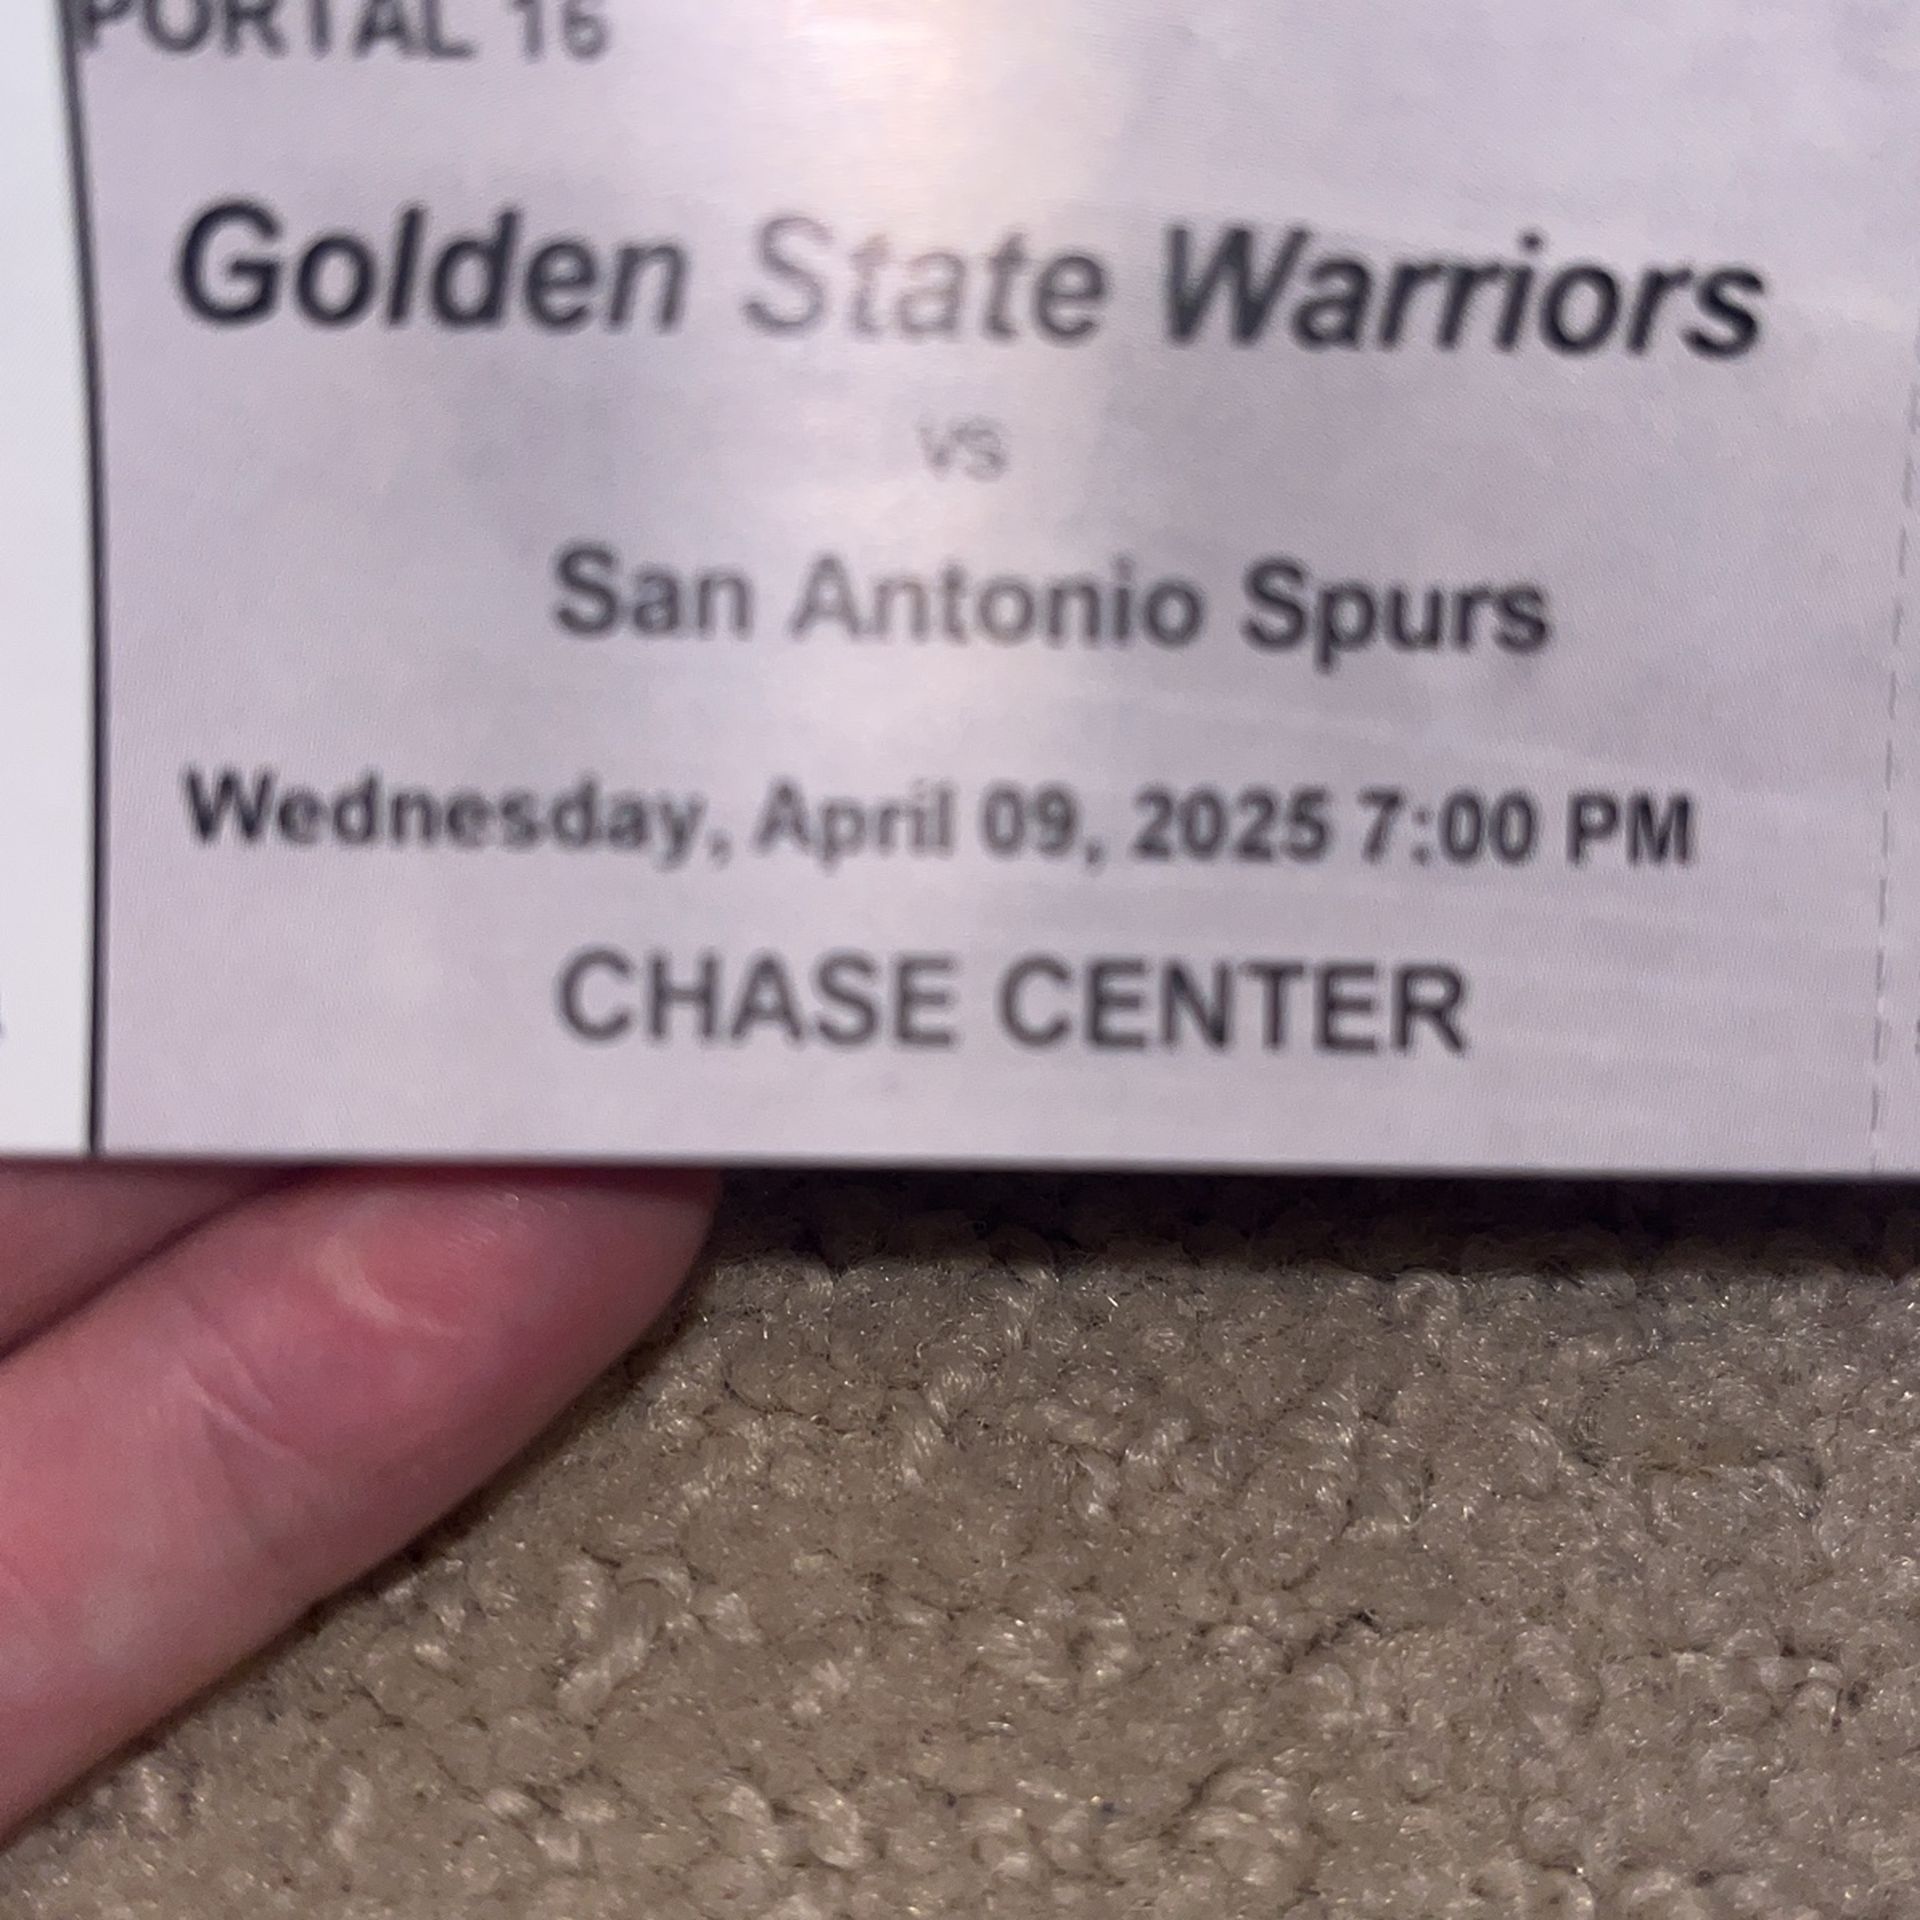 PORTAL 16
Golden State Warriors
vs
San Antonio Spurs
Wednesday, April 09, 2025 7:00 PM
CHASE CENTER